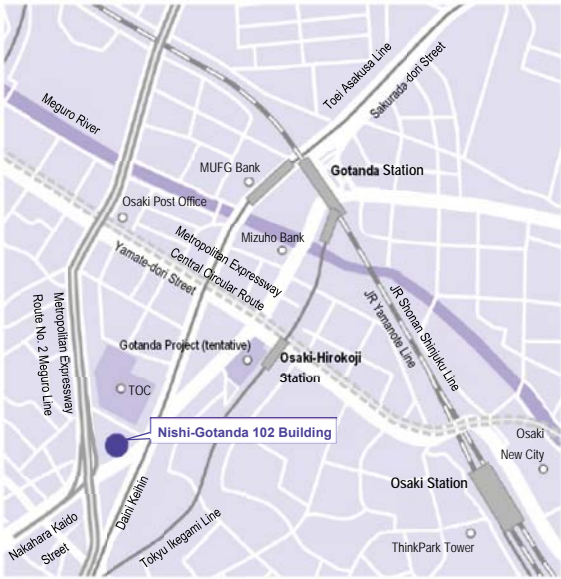 Toei Asakusa Line
Sakurada-dori Street
Meguro River
MUFG Bank
Gotanda Station
Osaki Post Office
Mizuho Bank
Metropolitan Expressway
Central Circular Route
Yamate-dori Street
JR Shonan Shinjuku Line
JR Yamanote Line
Metropolitan Expressway
Route No. 2 Meguro Line
Gotanda Project (tentative)
Osaki-Hirokoji
Station
TOC
Nishi-Gotanda 102 Building
Osaki
New City
Osaki Station
Daini Keihin
Tokyu Ikegami Line
Nakahara Kaido
Street
ThinkPark Tower